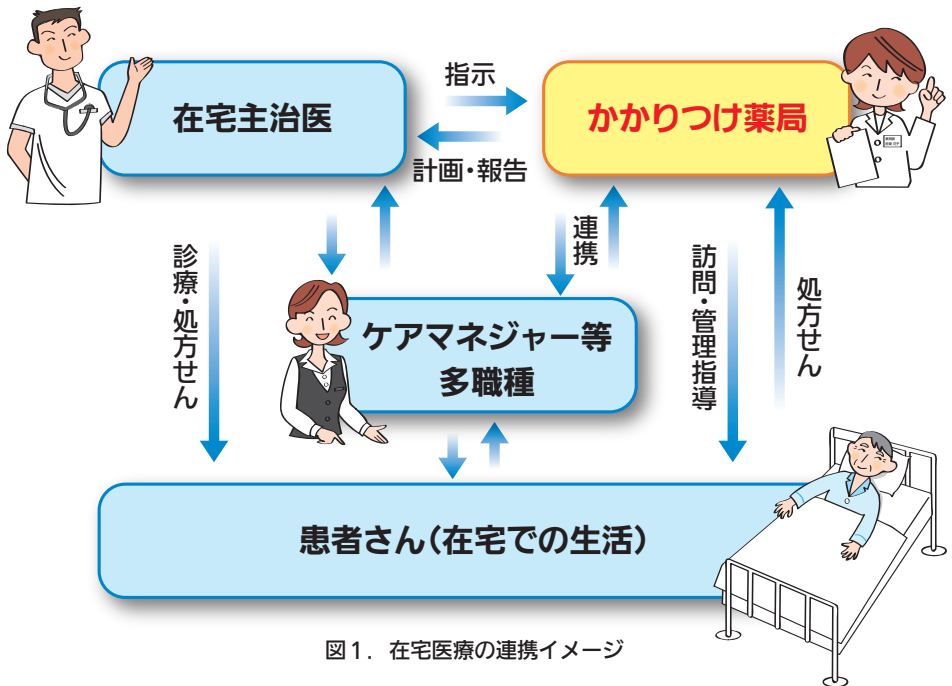 指示
在宅主治医
かかりつけ薬局
計画・報告
連携
診療・処方せん
訪問・管理指導
処方せん
ケアマネジャー等
多職種
患者さん(在宅での生活)
図1. 在宅医療の連携イメージ